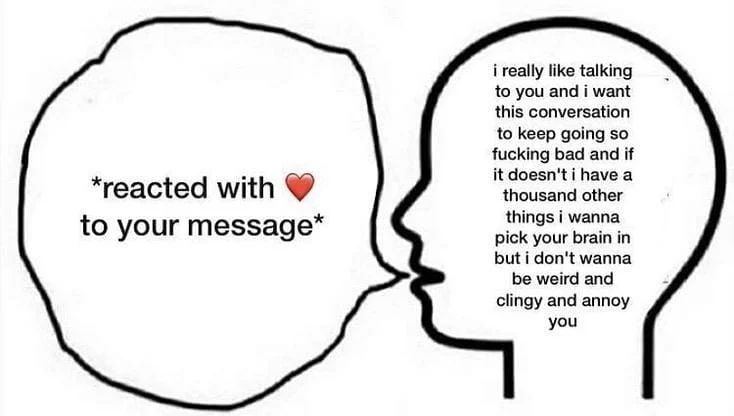 *reacted with ❤️
to your message*
i really like talking
to you and i want
this conversation
to keep going so
fucking bad and if
it doesn't i have a
thousand other
things i wanna
pick your brain in
but i don't wanna
be weird and
clingy and annoy
you